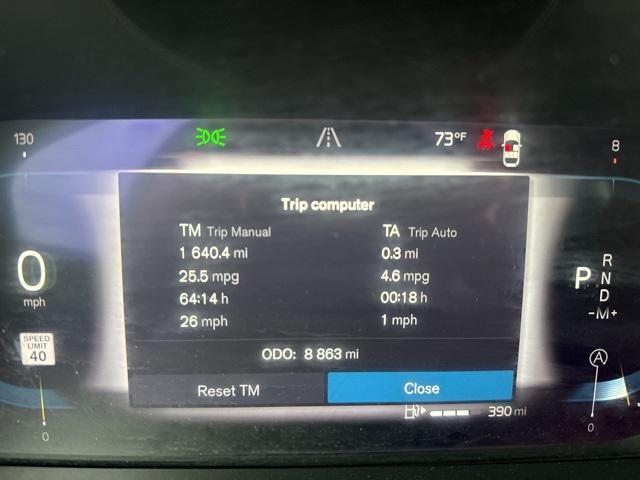 130
73°F
8
Trip computer
TM Trip Manual
TA Trip Auto
1 640.4 mi
0.3 mi
25.5 mpg
4.6 mpg
64:14 h
00:18 h
26 mph
1 mph
ODO: 8 863 mi
Reset TM
Close
390 mi
0
mph
SPEED
LIMIT
40
0
P
R
N
D
-M+
A
0